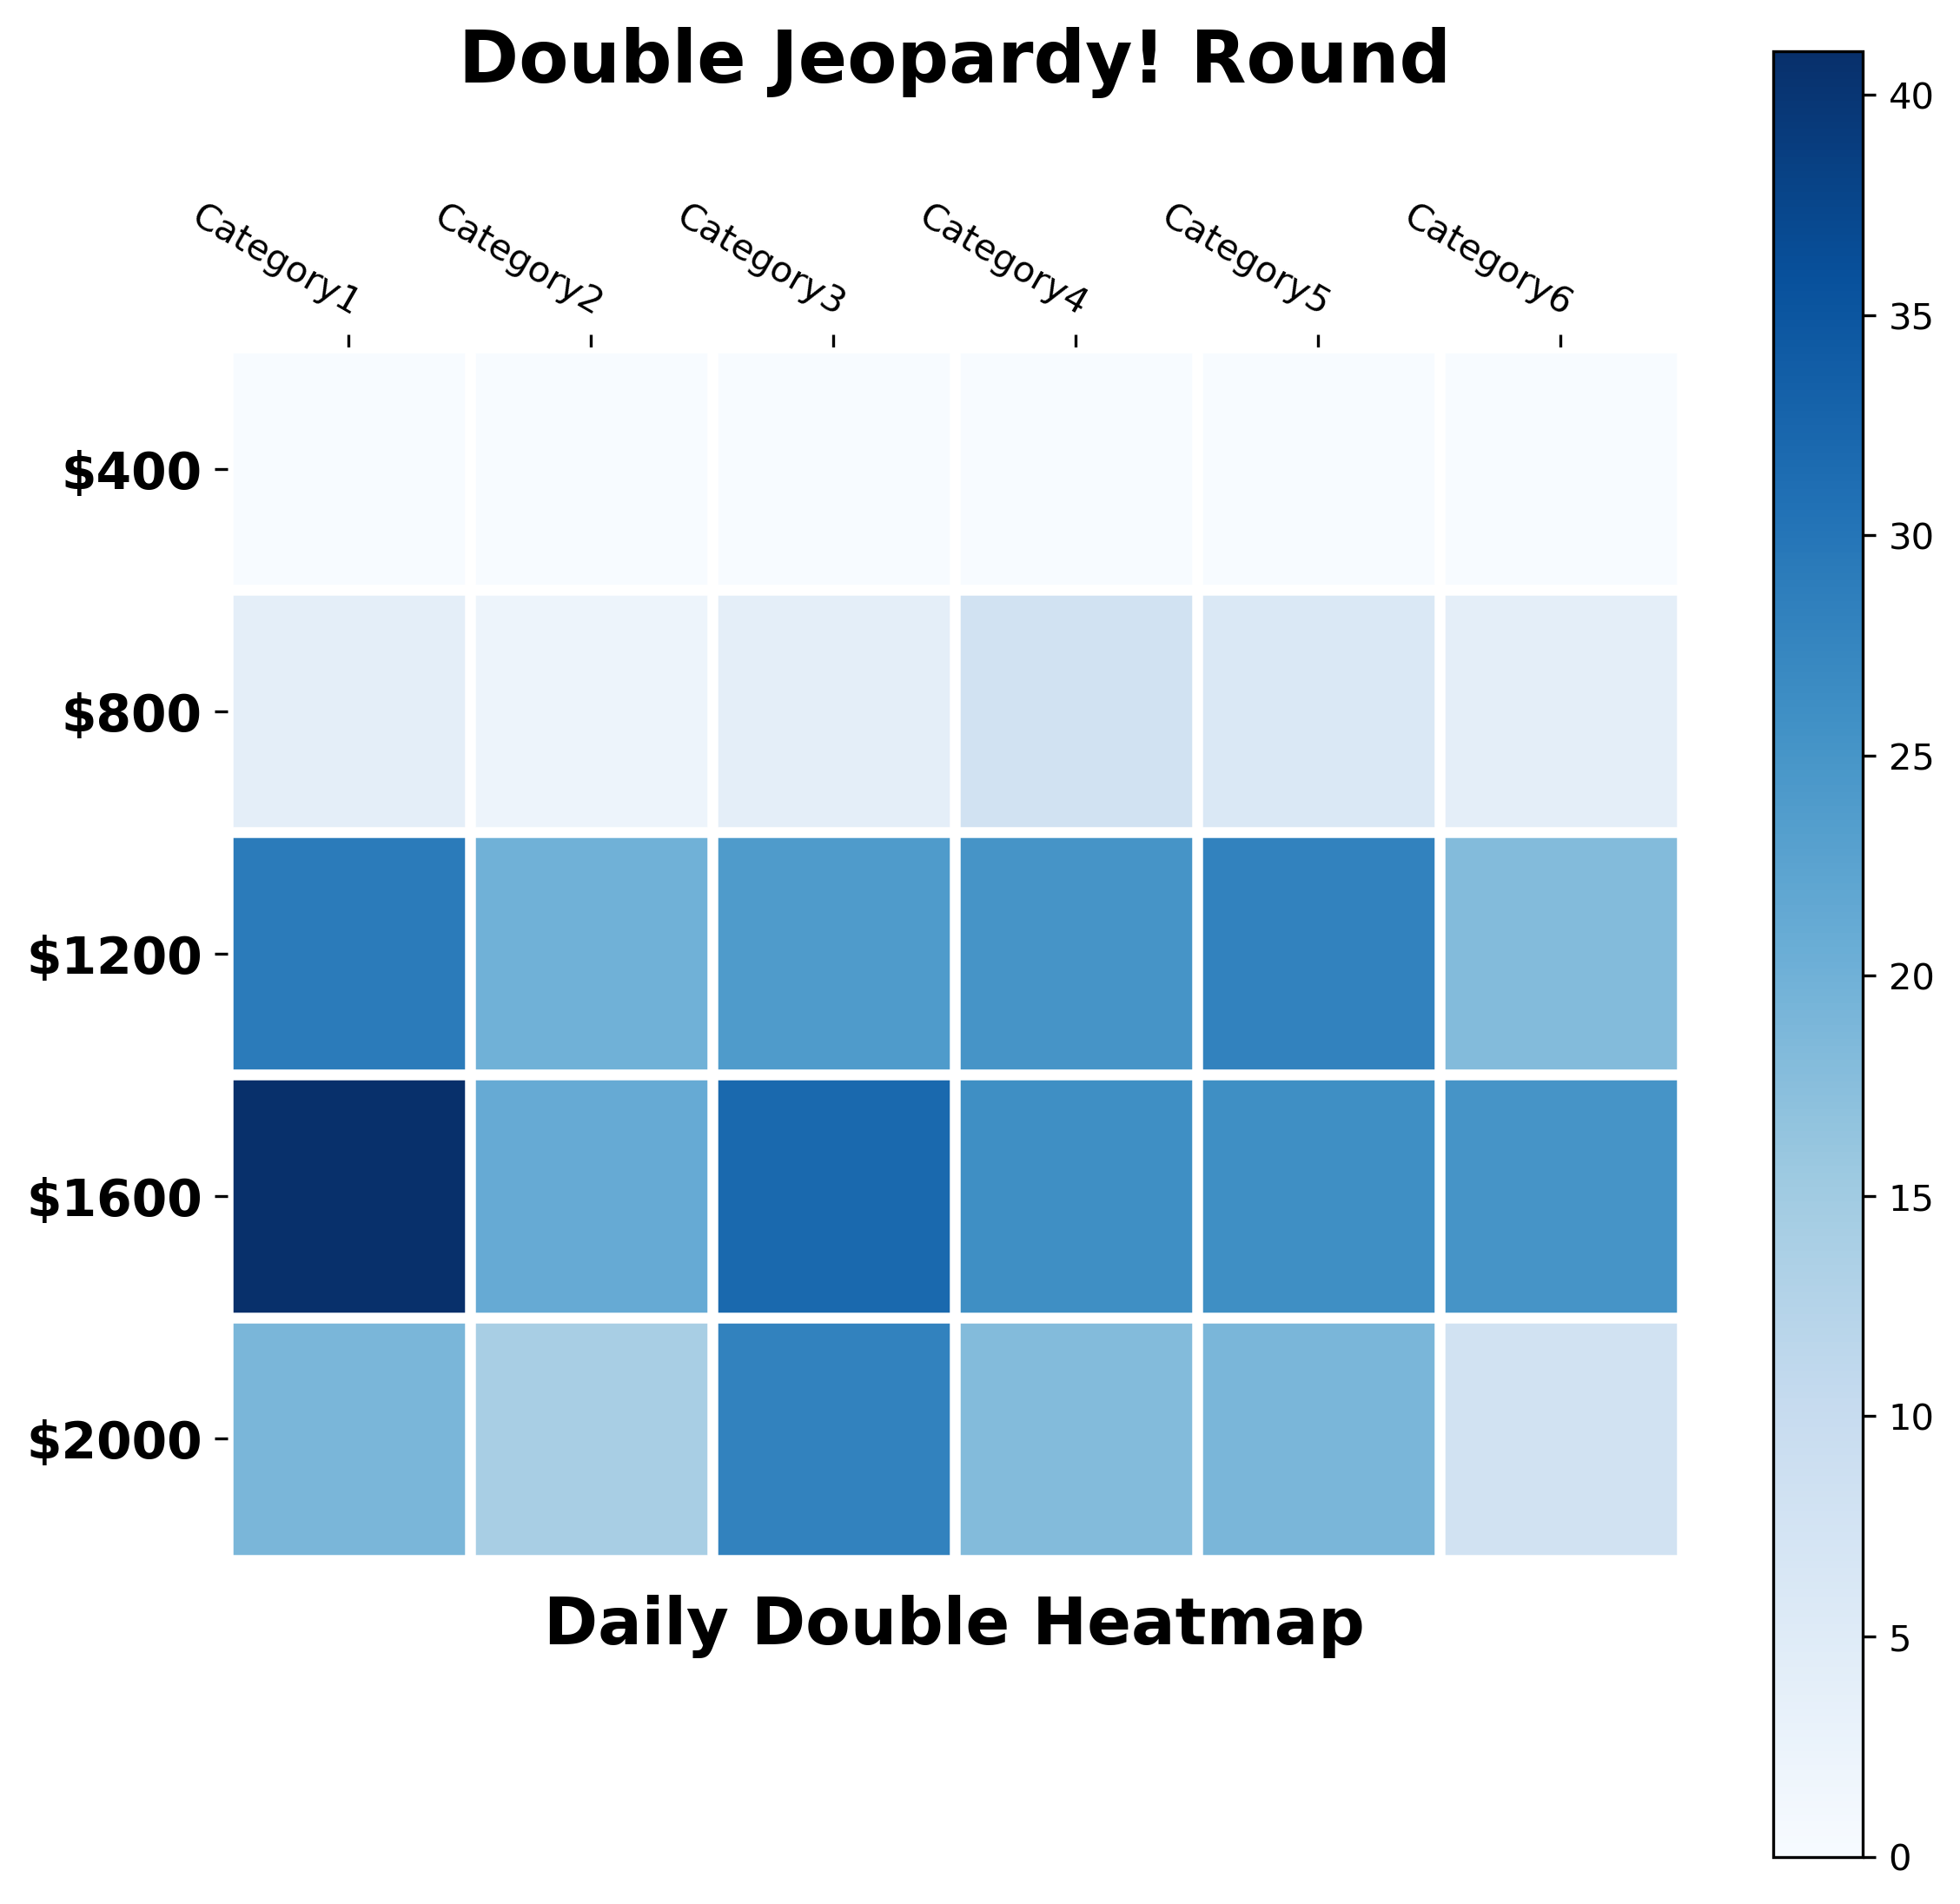 Double Jeopardy! Round
Category1
Category2
Category3
Category4
Category5
Category6
$400
$800
$1200
$1600
$2000
Daily Double Heatmap
40
35
30
25
20
15
10
5
0